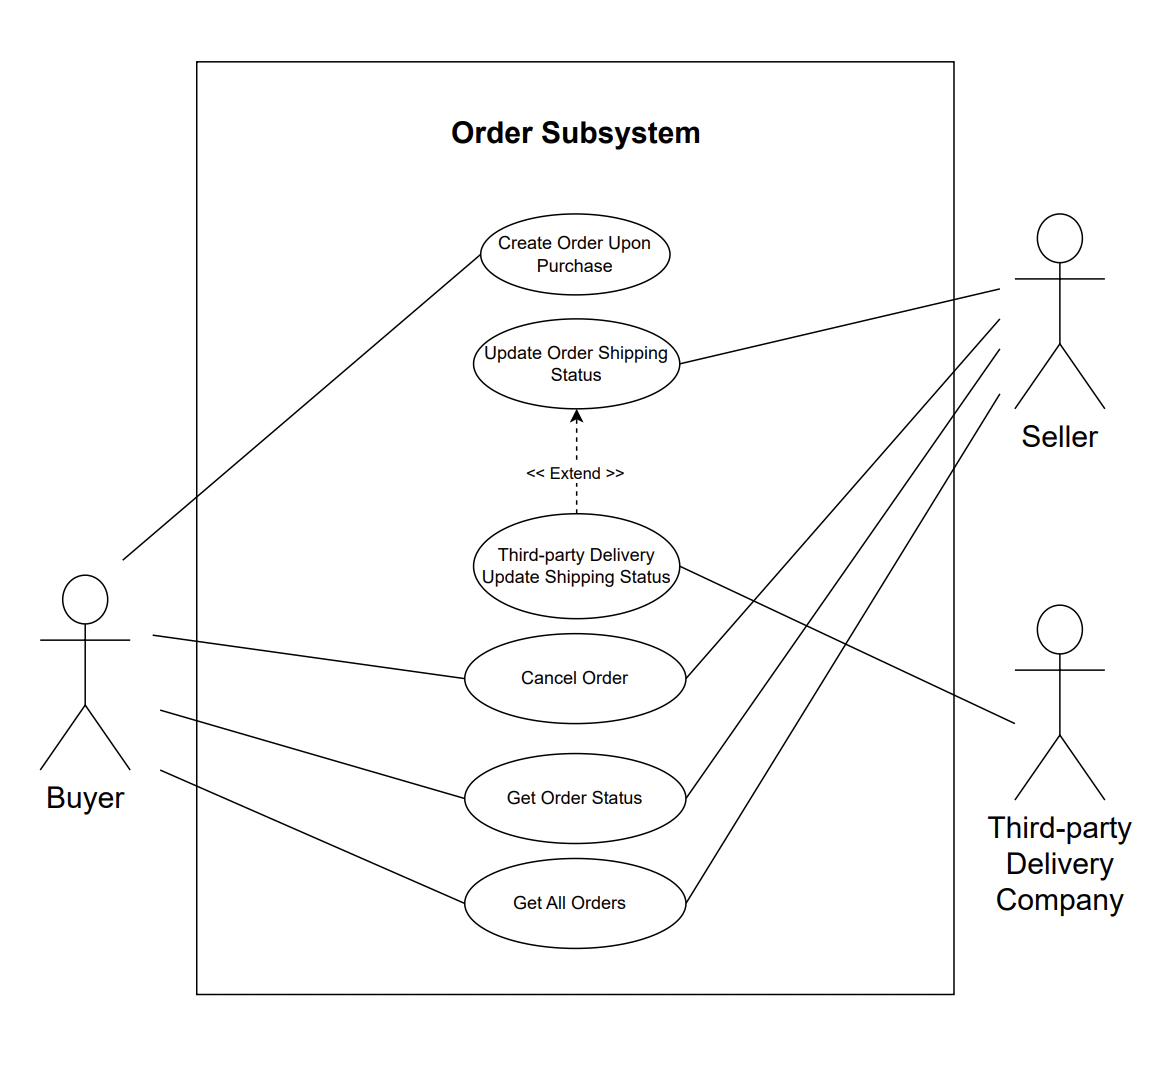 Order Subsystem
Create Order Upon
Purchase
Update Order Shipping
Status
<< Extend >>
Third-party Delivery
Update Shipping Status
Cancel Order
Get Order Status
Get All Orders
Buyer
Seller
Third-party
Delivery
Company